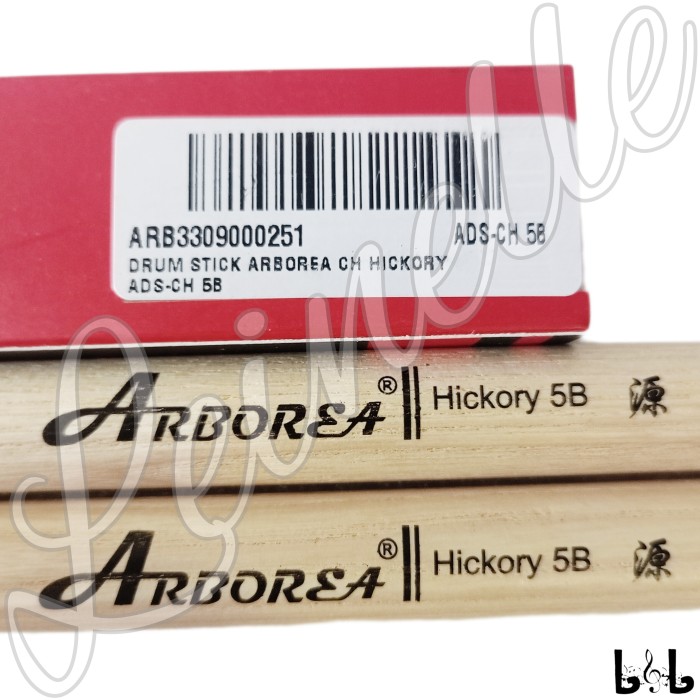 ARB3309000251 ADS-CH 5B
DRUM STICK ARBOREA CH HICKORY
ADS-CH 5B
ARBOREA® Hickory 5B 源
ARBOREA® Hickory 5B 源
Leinelle
b b